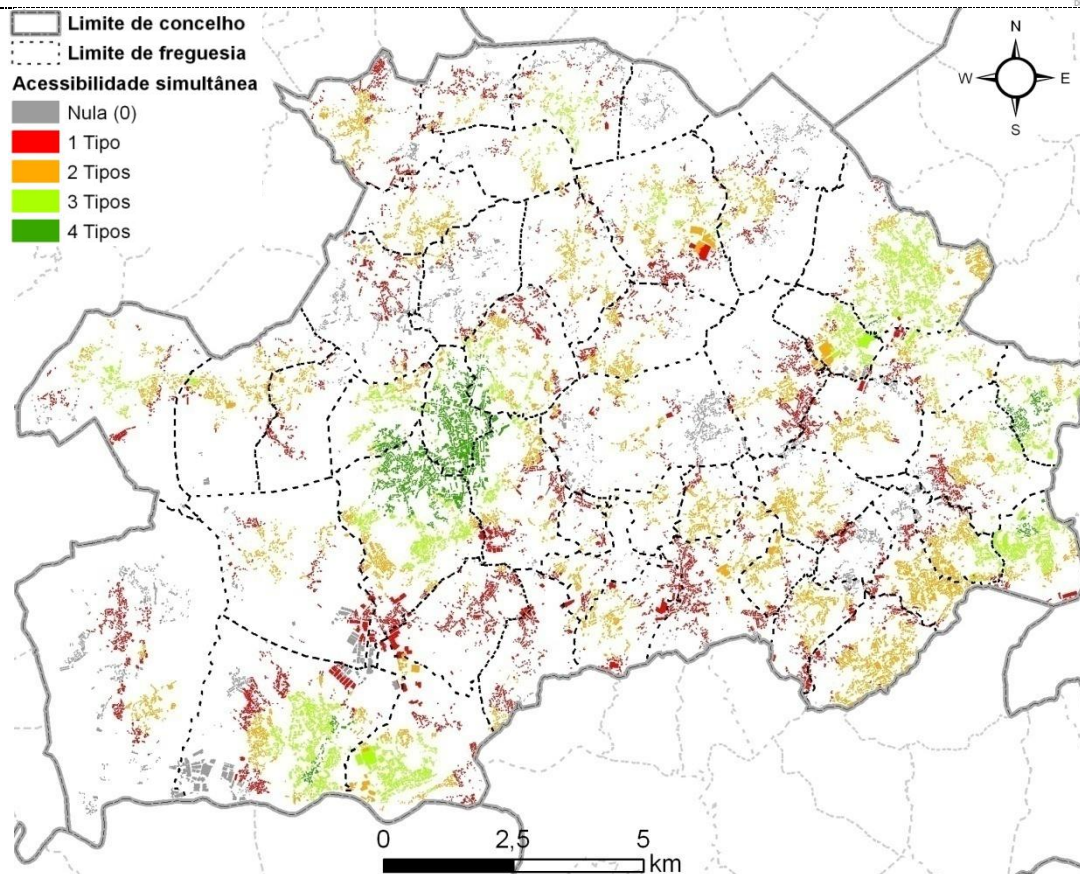 Limite de concelho
Limite de freguesia
Acessibilidade simultânea
Nula (0)
1 Tipo
2 Tipos
3 Tipos
4 Tipos
N
W E
S
0 2,5 5
km